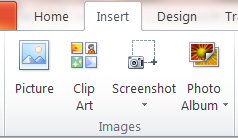 Home Insert Design
Picture Clip Screenshot Photo
Art Album
Images